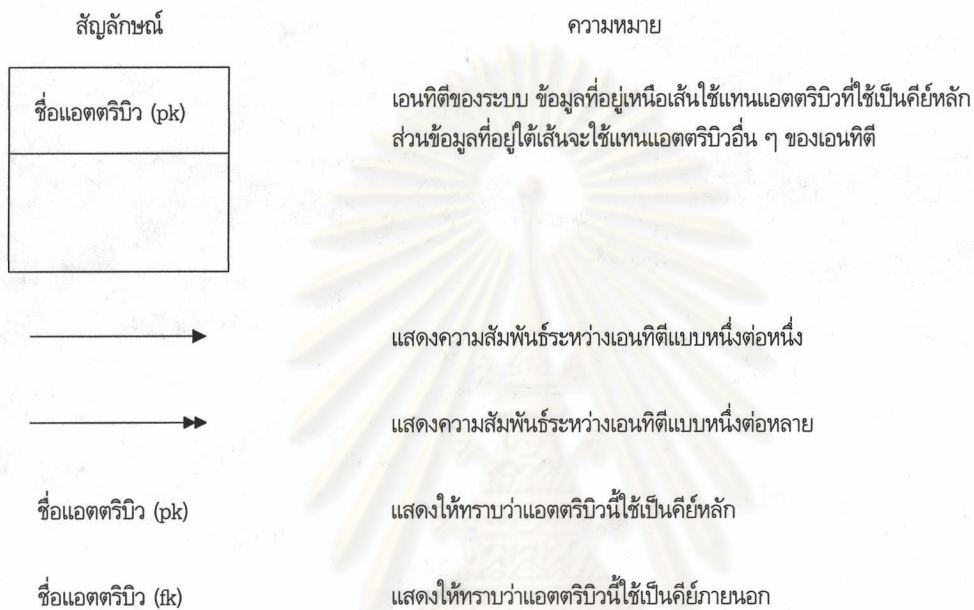 สัญลักษณ์ ความหมาย
ชื่อแอตตริบิว (pk) เอนทิตีของระบบ ข้อมูลที่อยู่เหนือเส้นใช้แทนแอตตริบิวที่ใช้เป็นคีย์หลัก
ส่วนข้อมูลที่อยู่ใต้เส้นจะใช้แทนแอตตริบิวอื่น ๆ ของเอนทิตี
แสดงความสัมพันธ์ระหว่างเอนทิตีแบบหนึ่งต่อหนึ่ง
แสดงความสัมพันธ์ระหว่างเอนทิตีแบบหนึ่งต่อหลาย
ชื่อแอตตริบิว (pk) แสดงให้ทราบว่าแอตตริบิวนี้ใช้เป็นคีย์หลัก
ชื่อแอตตริบิว (fk) แสดงให้ทราบว่าแอตตริบิวนี้ใช้เป็นคีย์ภายนอก